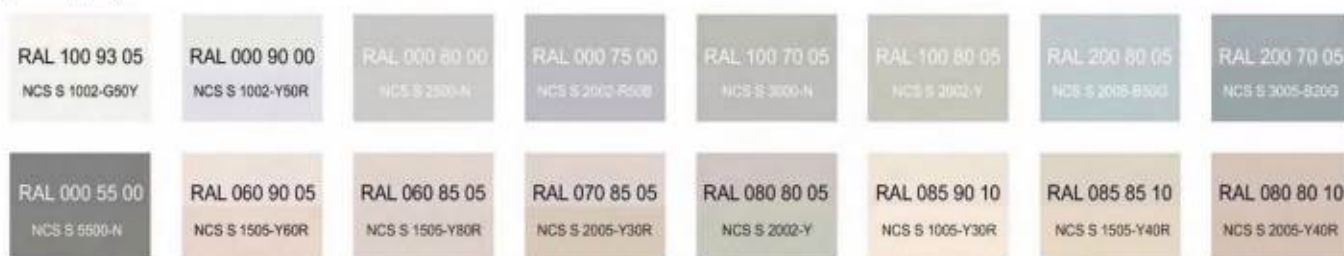 RAL 100 93 05
NCS S 1002-G50Y
RAL 000 90 00
NCS S 1002-Y50R
RAL 000 80 00
NCS S 2500-N
RAL 000 75 00
NCS S 2002-R50B
RAL 100 70 05
NCS S 3000-N
RAL 100 80 05
NCS S 2002-Y
RAL 200 80 05
NCS S 2005-B50G
RAL 200 70 05
NCS S 3005-B20G
RAL 000 55 00
NCS S 5500-N
RAL 060 90 05
NCS S 1505-Y60R
RAL 060 85 05
NCS S 1505-Y80R
RAL 070 85 05
NCS S 2005-Y30R
RAL 080 80 05
NCS S 2002-Y
RAL 085 90 10
NCS S 1005-Y30R
RAL 085 85 10
NCS S 1505-Y40R
RAL 080 80 10
NCS S 2005-Y40R